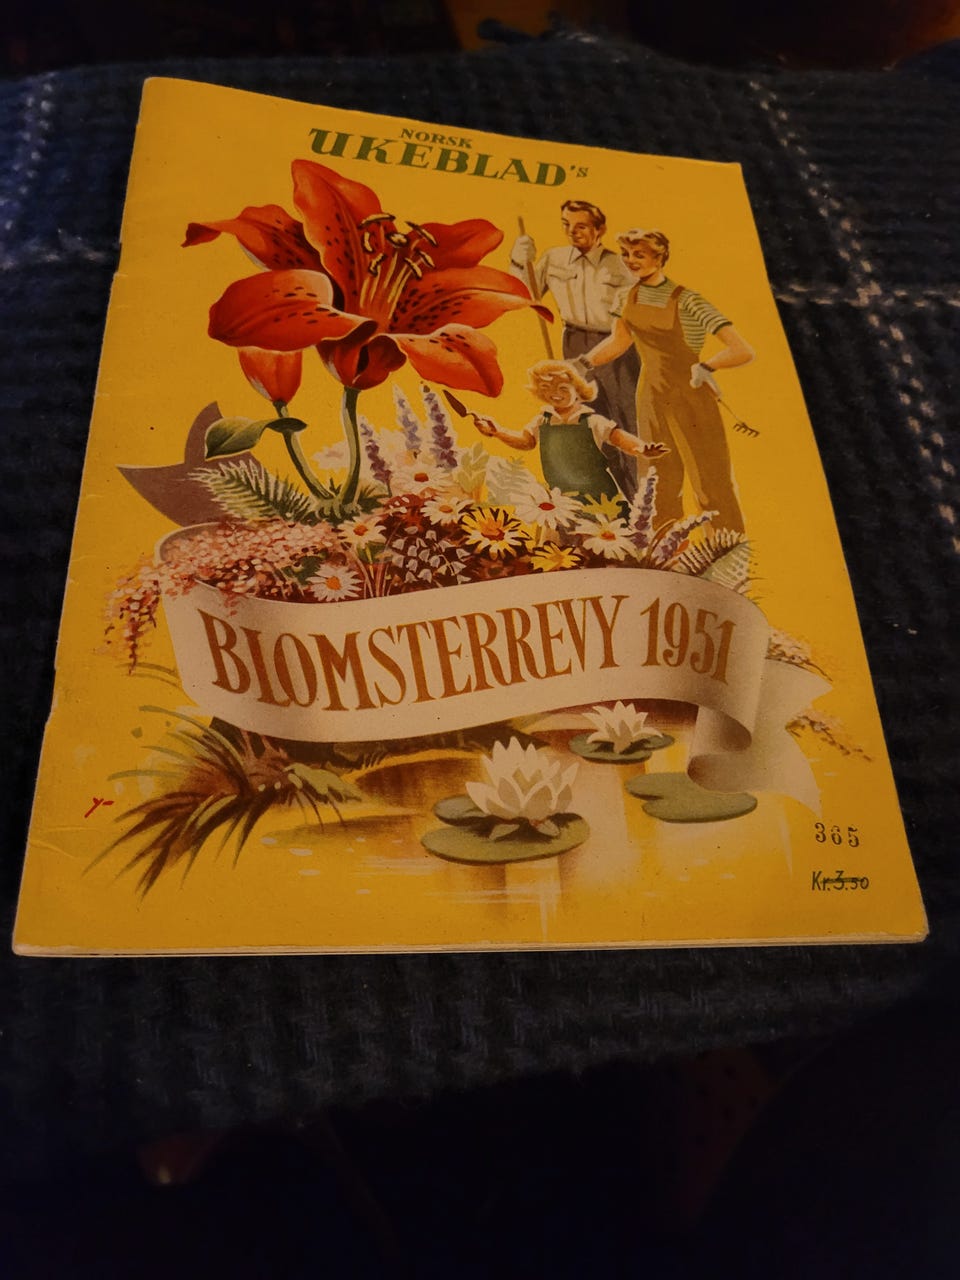 NORSK
UKEBLAD's
BLOMSTERREVY 1951
365
Kr. 3.50